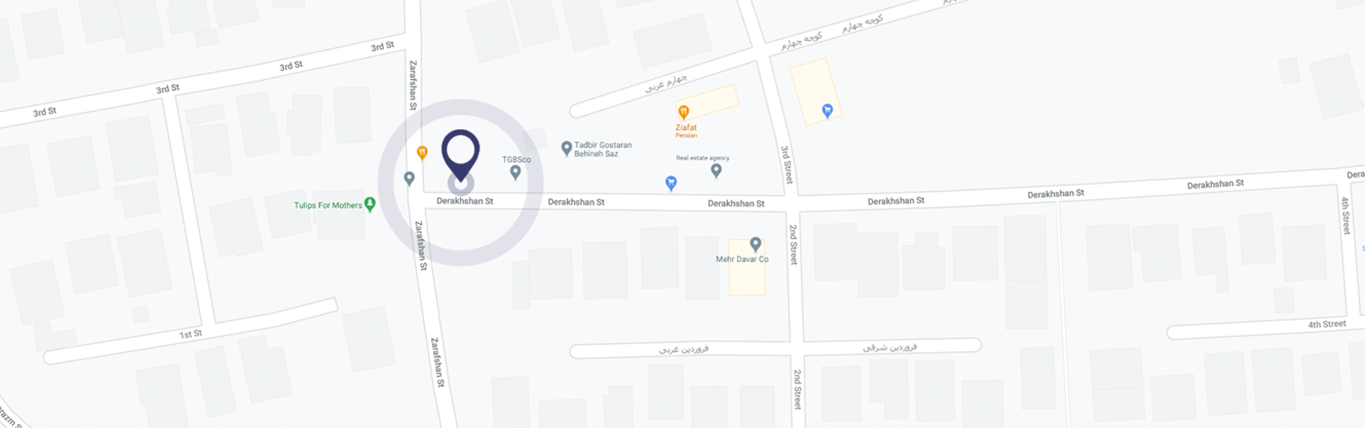 کوچه چهارم
کوچه چهارم
3rd St
3rd St
3rd St
3rd St
Zarafshan St
چهارم غربی
Ziafat
Persian
TGBSco
Tadbir Gostaran
Behineh Saz
Real estate agency
3rd Street
Tulips For Mothers
Derakhshan St
Derakhshan St
Derakhshan St
Derakhshan St
Derakhshan St
Derakhshan St
4th Street
Zarafshan St
2nd Street
Mehr Davar Co
1st St
4th Street
Zarafshan St
فروردین غربی
فروردین شرقی
2nd Street